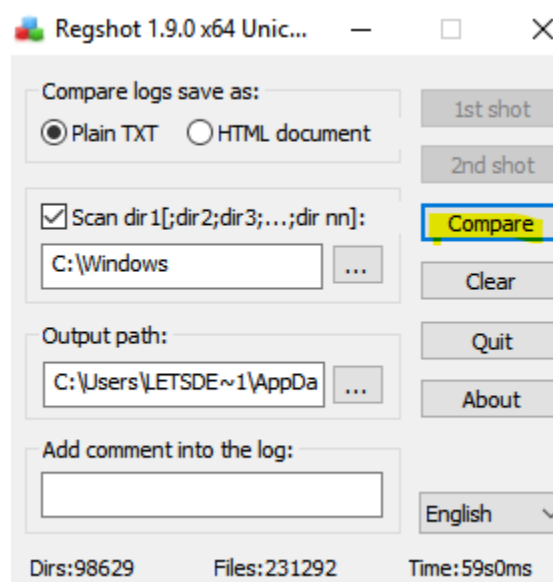 Regshot 1.9.0 x64 Unic...
Compare logs save as:
Plain TXT HTML document
1st shot
2nd shot
Scan dir1[;dir2;dir3;...;dir nn]:
Compare
C:\Windows
...
Clear
Output path:
Quit
C:\Users\LETSDE~1\AppDa
...
About
Add comment into the log:
English
Dirs:98629 Files:231292 Time:59s0ms